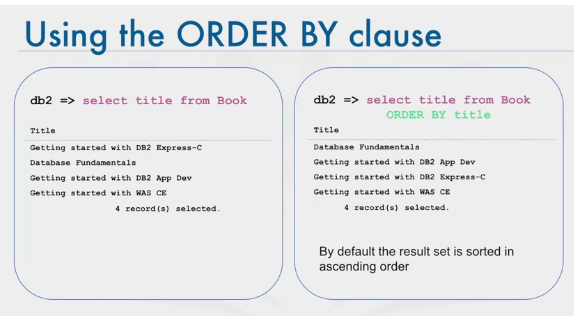 Using the ORDER BY clause
db2 => select title from Book
Title
Getting started with DB2 Express-C
Database Fundamentals
Getting started with DB2 App Dev
Getting started with WAS CE
4 record(s) selected.
db2 => select title from Book
ORDER BY title
Title
Database Fundamentals
Getting started with DB2 App Dev
Getting started with DB2 Express-C
Getting started with WAS CE
4 record(s) selected.
By default the result set is sorted in
ascending order